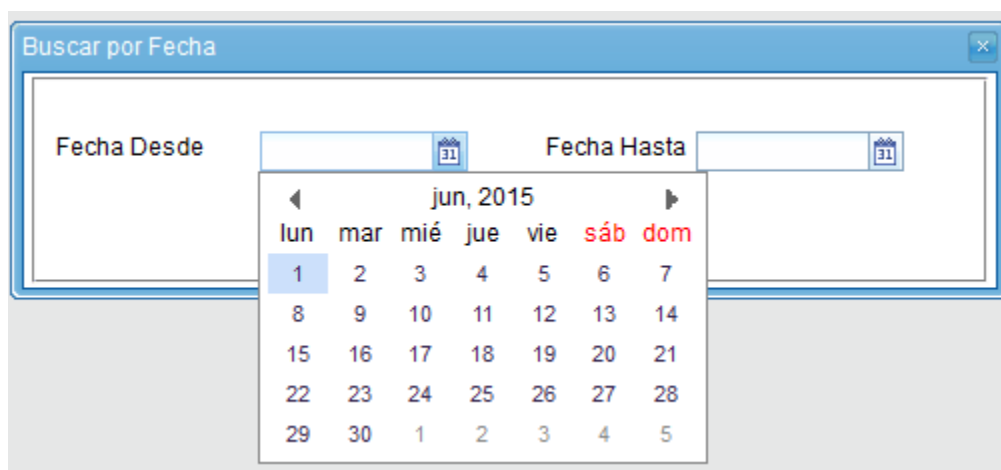 Buscar por Fecha
Fecha Desde 31 Fecha Hasta 31
jun, 2015
lun mar mié jue vie sáb dom
1 2 3 4 5 6 7
8 9 10 11 12 13 14
15 16 17 18 19 20 21
22 23 24 25 26 27 28
29 30 1 2 3 4 5